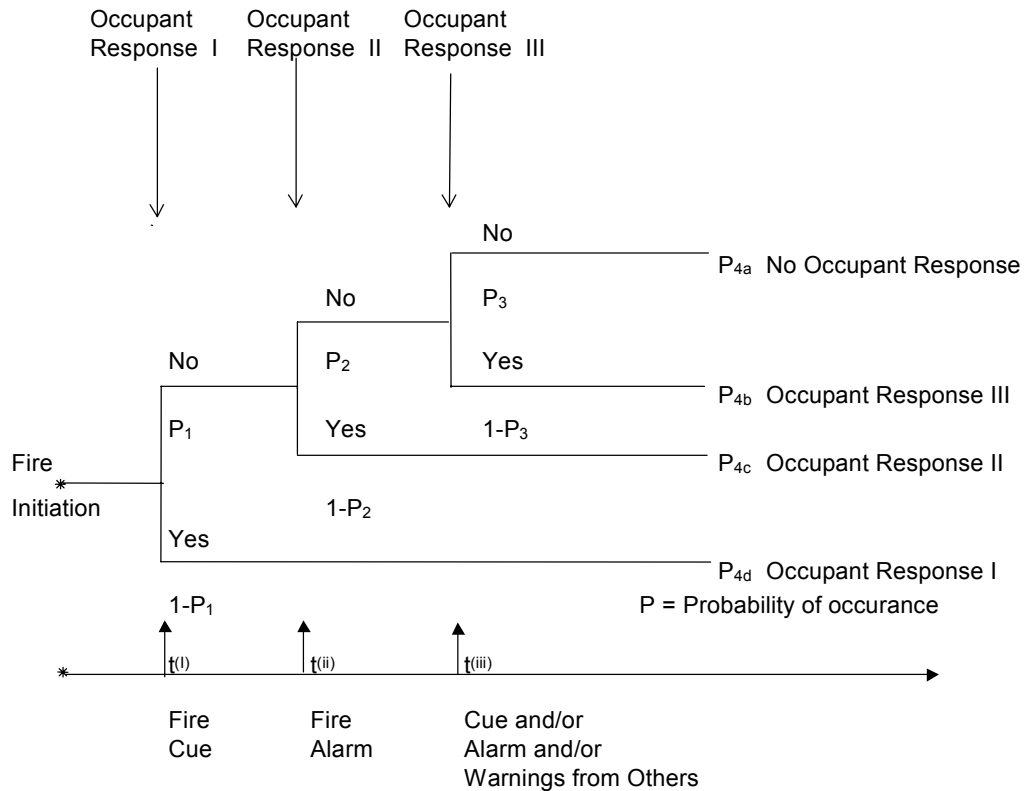 Occupant
Response I
Occupant
Response II
Occupant
Response III
No
P4a No Occupant Response
No
P3
No
P2
Yes
P4b Occupant Response III
P1
Yes
1-P3
Fire
P4c Occupant Response II
Initiation
1-P2
Yes
P4d Occupant Response I
1-P1
P = Probability of occurance
t(I)
t(ii)
t(iii)
Fire
Cue
Fire
Alarm
Cue and/or
Alarm and/or
Warnings from Others